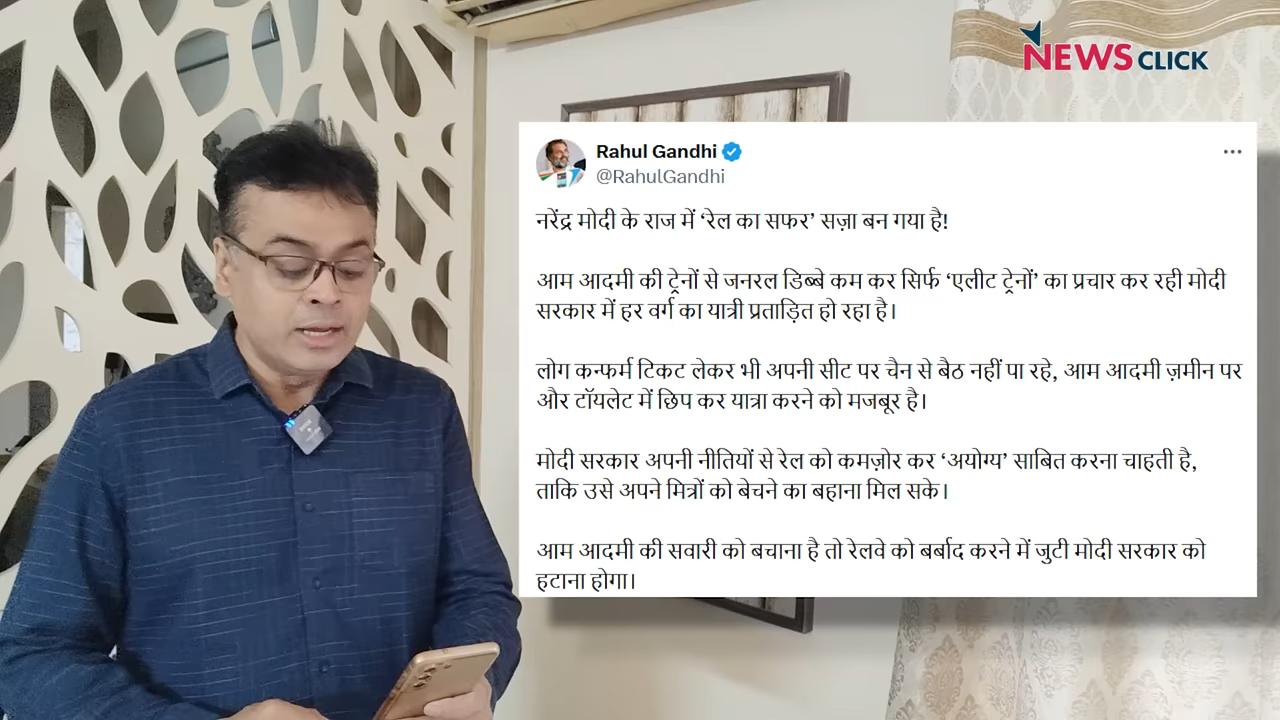 NEWS CLICK
Rahul Gandhi
@RahulGandhi
नरेंद्र मोदी के राज में ‘रेल का सफर’ सज़ा बन गया है!
आम आदमी की ट्रेनों से जनरल डिब्बे कम कर सिर्फ ‘एलीट ट्रेनों’ का प्रचार कर रही मोदी
सरकार में हर वर्ग का यात्री प्रताड़ित हो रहा है।
लोग कन्फर्म टिकट लेकर भी अपनी सीट पर चैन से बैठ नहीं पा रहे, आम आदमी ज़मीन पर
और टॉयलेट में छिप कर यात्रा करने को मजबूर है।
मोदी सरकार अपनी नीतियों से रेल को कमज़ोर कर ‘अयोग्य’ साबित करना चाहती है,
ताकि उसे अपने मित्रों को बेचने का बहाना मिल सके।
आम आदमी की सवारी को बचाना है तो रेलवे को बर्बाद करने में जुटी मोदी सरकार को
हटाना होगा।